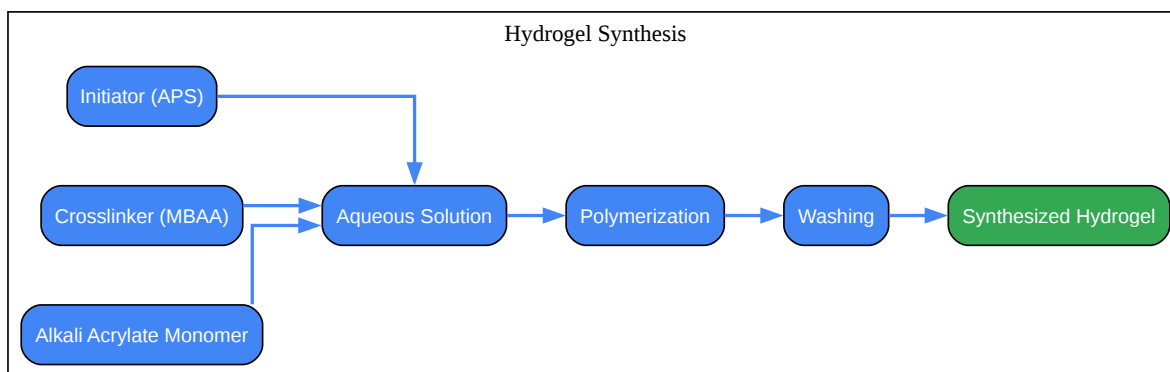 Hydrogel Synthesis
Initiator (APS)
Crosslinker (MBAA)
Aqueous Solution
Polymerization
Washing
Synthesized Hydrogel
Alkali Acrylate Monomer